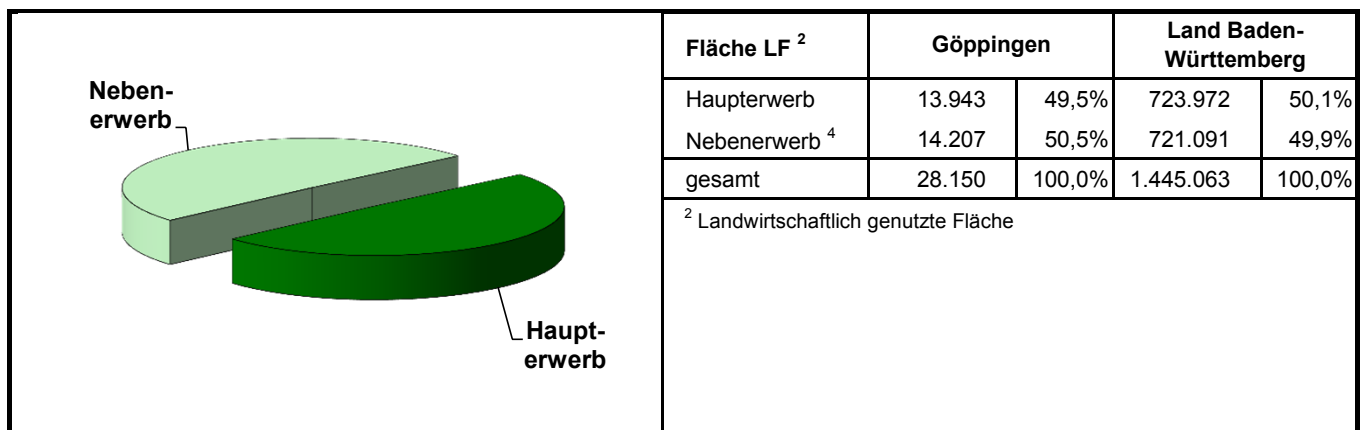 Neben-
erwerb
Haupt-
erwerb
Fläche LF ² Göppingen Land Baden-
Württemberg
Haupterwerb 13.943 49,5% 723.972 50,1%
Nebenerwerb ⁴ 14.207 50,5% 721.091 49,9%
gesamt 28.150 100,0% 1.445.063 100,0%
² Landwirtschaftlich genutzte Fläche